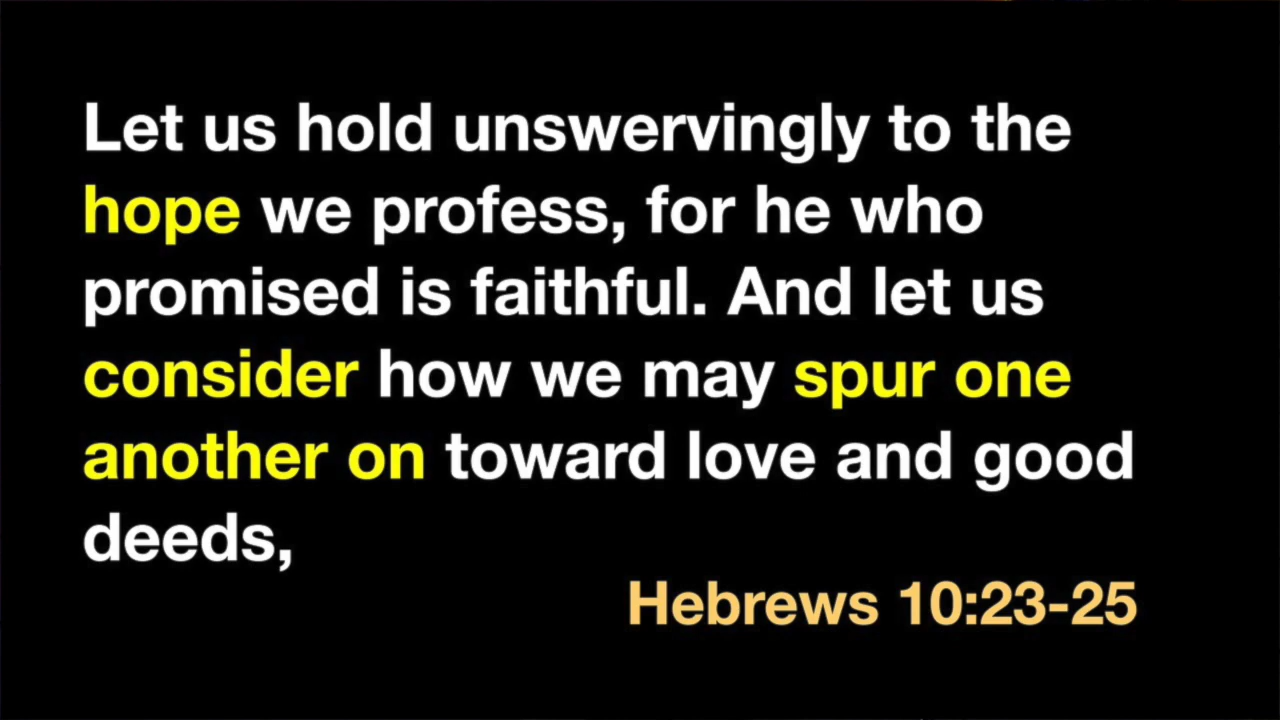 Let us hold unswervingly to the
hope we profess, for he who
promised is faithful. And let us
consider how we may spur one
another on toward love and good
deeds,
Hebrews 10:23-25